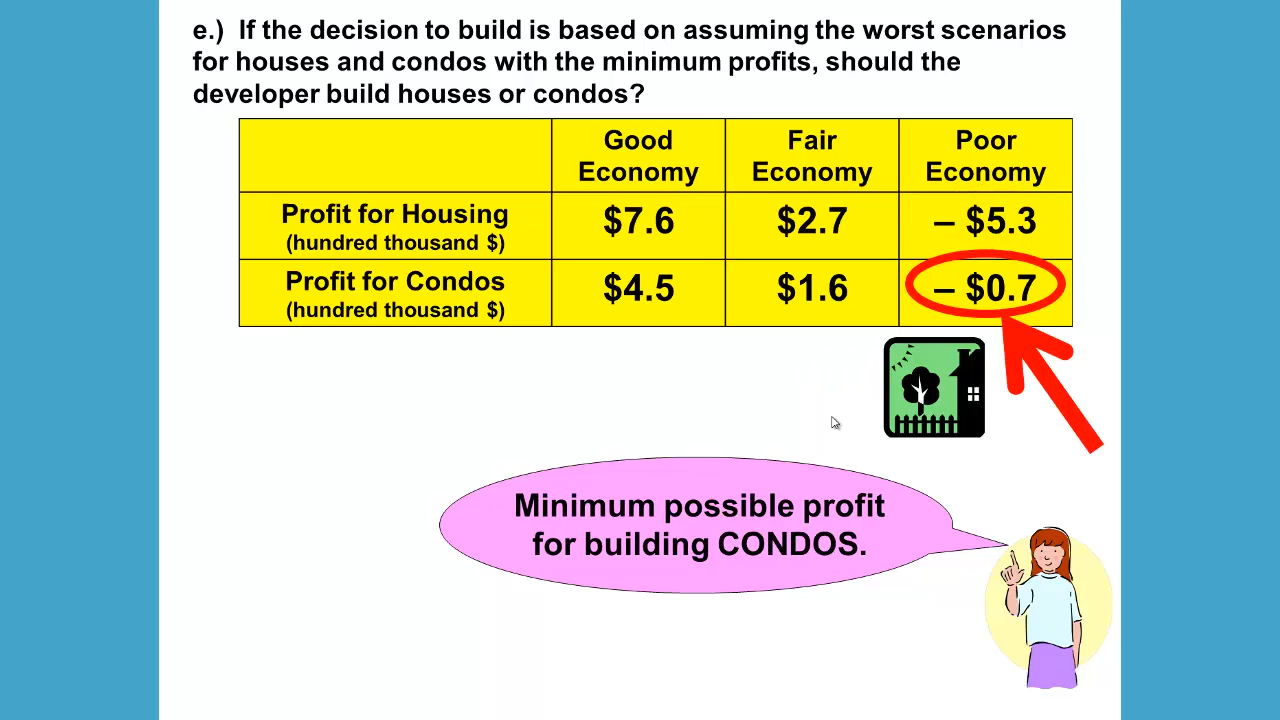 e.) If the decision to build is based on assuming the worst scenarios
for houses and condos with the minimum profits, should the
developer build houses or condos?
Good Economy
Fair Economy
Poor Economy
Profit for Housing
(hundred thousand $)
$7.6
$2.7
– $5.3
Profit for Condos
(hundred thousand $)
$4.5
$1.6
– $0.7
Minimum possible profit
for building CONDOS.